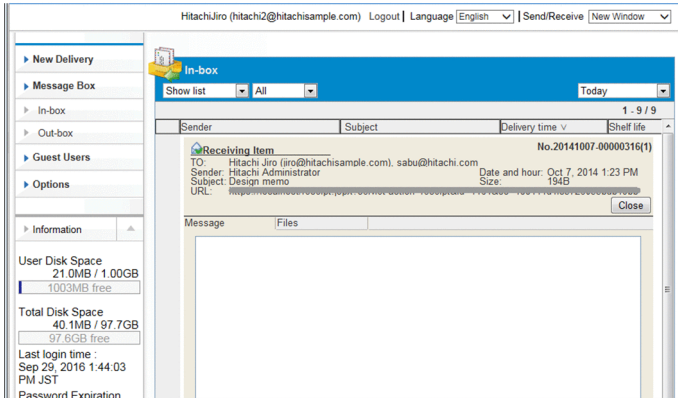 HitachiJiro (hitachi2@hitachisample.com) Logout | Language English | Send/Receive New Window
New Delivery
Message Box
In-box
Out-box
Guest Users
Options
Information
User Disk Space
21.0MB / 1.00GB
1003MB free
Total Disk Space
40.1MB / 97.7GB
97.6GB free
Last login time :
Sep 29, 2016 1:44:03
PM JST
Password Expiration
In-box
Show list All Today
1 - 9 / 9
Sender Subject Delivery time ∨ Shelf life
Receiving Item No.20141007-00000316(1)
TO: Hitachi Jiro (jiro@hitachisample.com), sabu@hitachi.com
Sender: Hitachi Administrator Date and hour: Oct 7, 2014 1:23 PM
Subject: Design memo Size: 194B
URL:
Close
Message Files